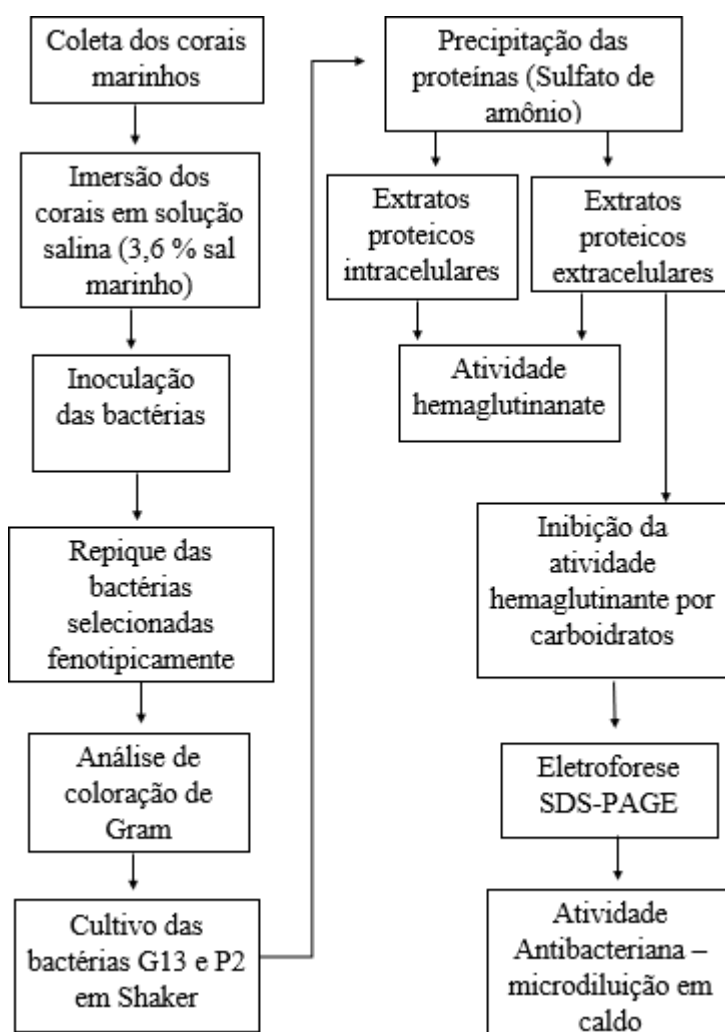 Coleta dos corais
marinhos
Imersão dos
corais em solução
salina (3,6 % sal
marinho)
Inoculação
das bactérias
Repique das
bactérias
selecionadas
fenotipicamente
Análise de
coloração de
Gram
Cultivo das
bactérias G13 e P2
em Shaker
Precipitação das
proteínas (Sulfato de
amônio)
Extratos
proteicos
intracelulares
Extratos
proteicos
extracelulares
Atividade
hemaglutinanate
Inibição da
atividade
hemaglutinante por
carboidratos
Eletroforese
SDS-PAGE
Atividade
Antibacteriana –
microdiluição em
caldo